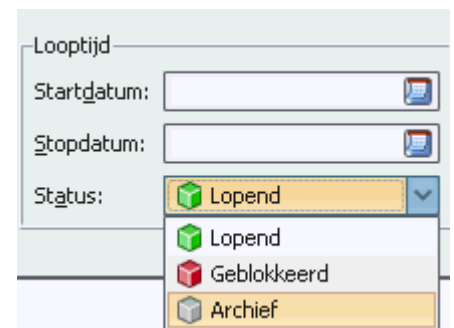 Looptijd
Startdatum:
Stopdatum:
Status: Lopend
Lopend
Geblokkeerd
Archief